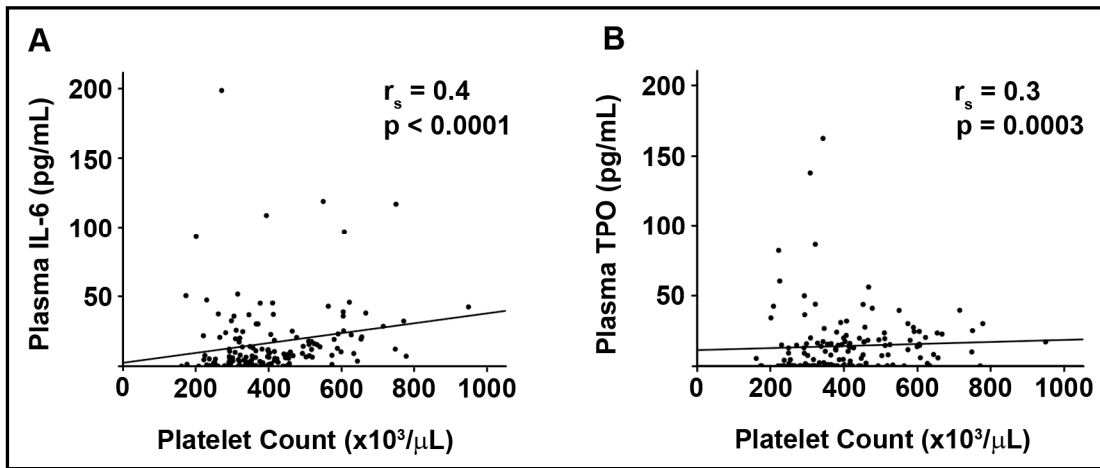 A
Plasma IL-6 (pg/mL)
200
150
100
50
r_s = 0.4
p < 0.0001
0 200 400 600 800 1000
Platelet Count (x10³/μL)
B
Plasma TPO (pg/mL)
200
150
100
50
r_s = 0.3
p = 0.0003
0 200 400 600 800 1000
Platelet Count (x10³/μL)